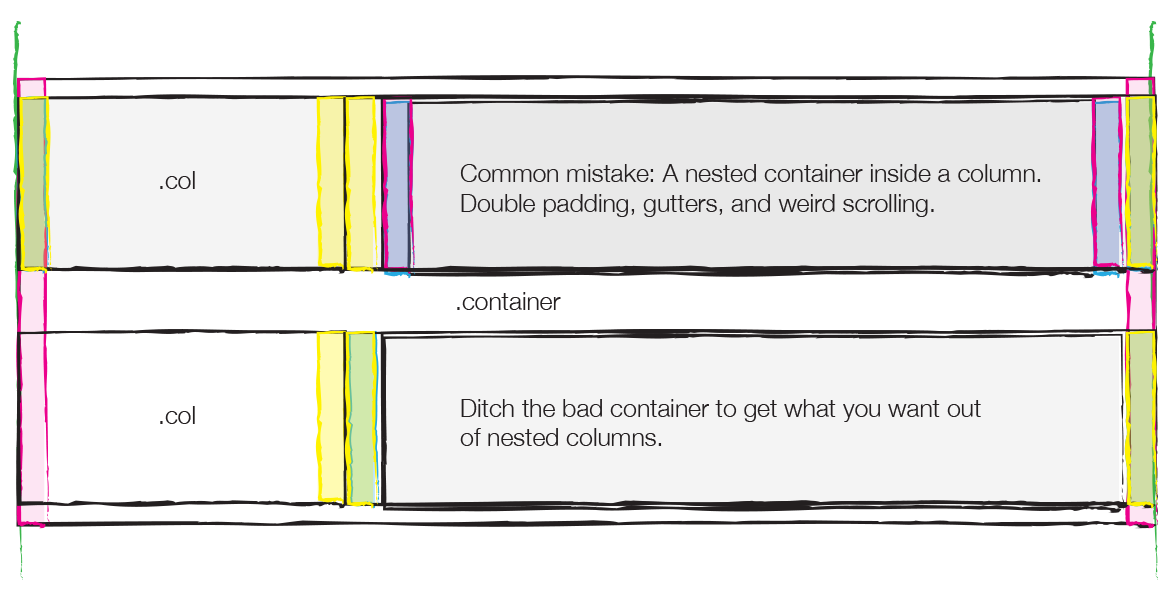 .col
Common mistake: A nested container inside a column.
Double padding, gutters, and weird scrolling.
.container
.col
Ditch the bad container to get what you want out
of nested columns.